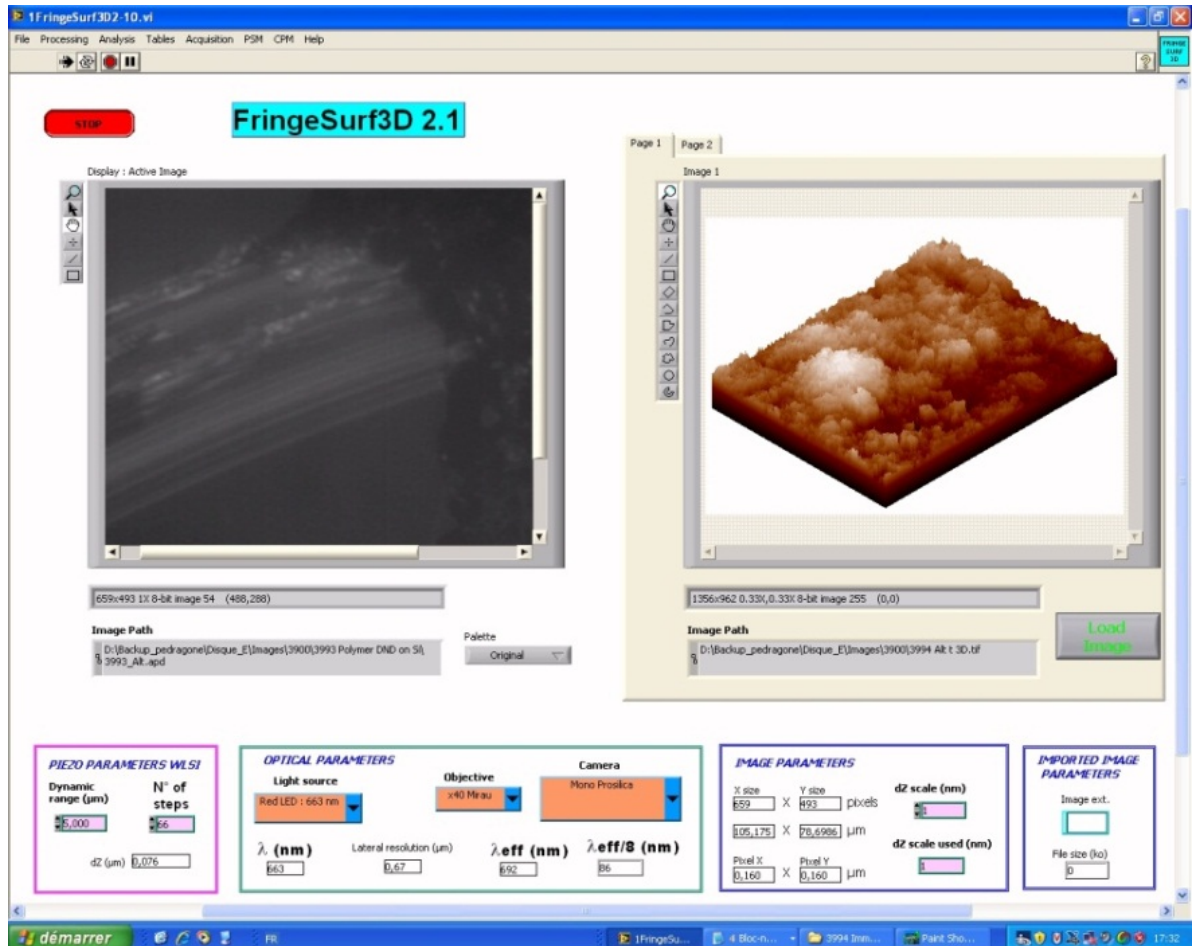 1FringeSurf3D2-10.vi
File Processing Analysis Tables Acquisition PSM CPM Help
FRINGE
SURF
3D
STOP
FringeSurf3D 2.1
Page 1 Page 2
Display : Active Image
Image 1
659x493 1X 8-bit image 54 (488,288)
1356x962 0.33X,0.33X 8-bit image 255 (0,0)
Image Path
D:\Backup_pedragone\Disque_E\Images\3900\3993 Polymer DND on Si\
3993_Alt.apd
Palette
Original
Image Path
D:\Backup_pedragone\Disque_E\Images\3900\3994 Alt t 3D.tif
Load
Image
PIEZO PARAMETERS WLSI
Dynamic
range (µm)
N° of
steps
5,000
66
dZ (µm) 0,076
OPTICAL PARAMETERS
Light source
Red LED : 663 nm
Objective
x40 Mirau
Camera
Mono Prosilica
λ (nm)
663
Lateral resolution (µm)
0,67
λeff (nm)
692
λeff/8 (nm)
86
IMAGE PARAMETERS
X size Y size
659 X 493 pixels
105,175 X 78,6986 µm
Pixel X Pixel Y
0,160 X 0,160 µm
dZ scale (nm)
1
dZ scale used (nm)
1
IMPORTED IMAGE
PARAMETERS
Image ext.
File size (ko)
0
démarrer
FR
1FringeSu...
4 Bloc-n...
3994 Imm...
Paint Sho...
17:32